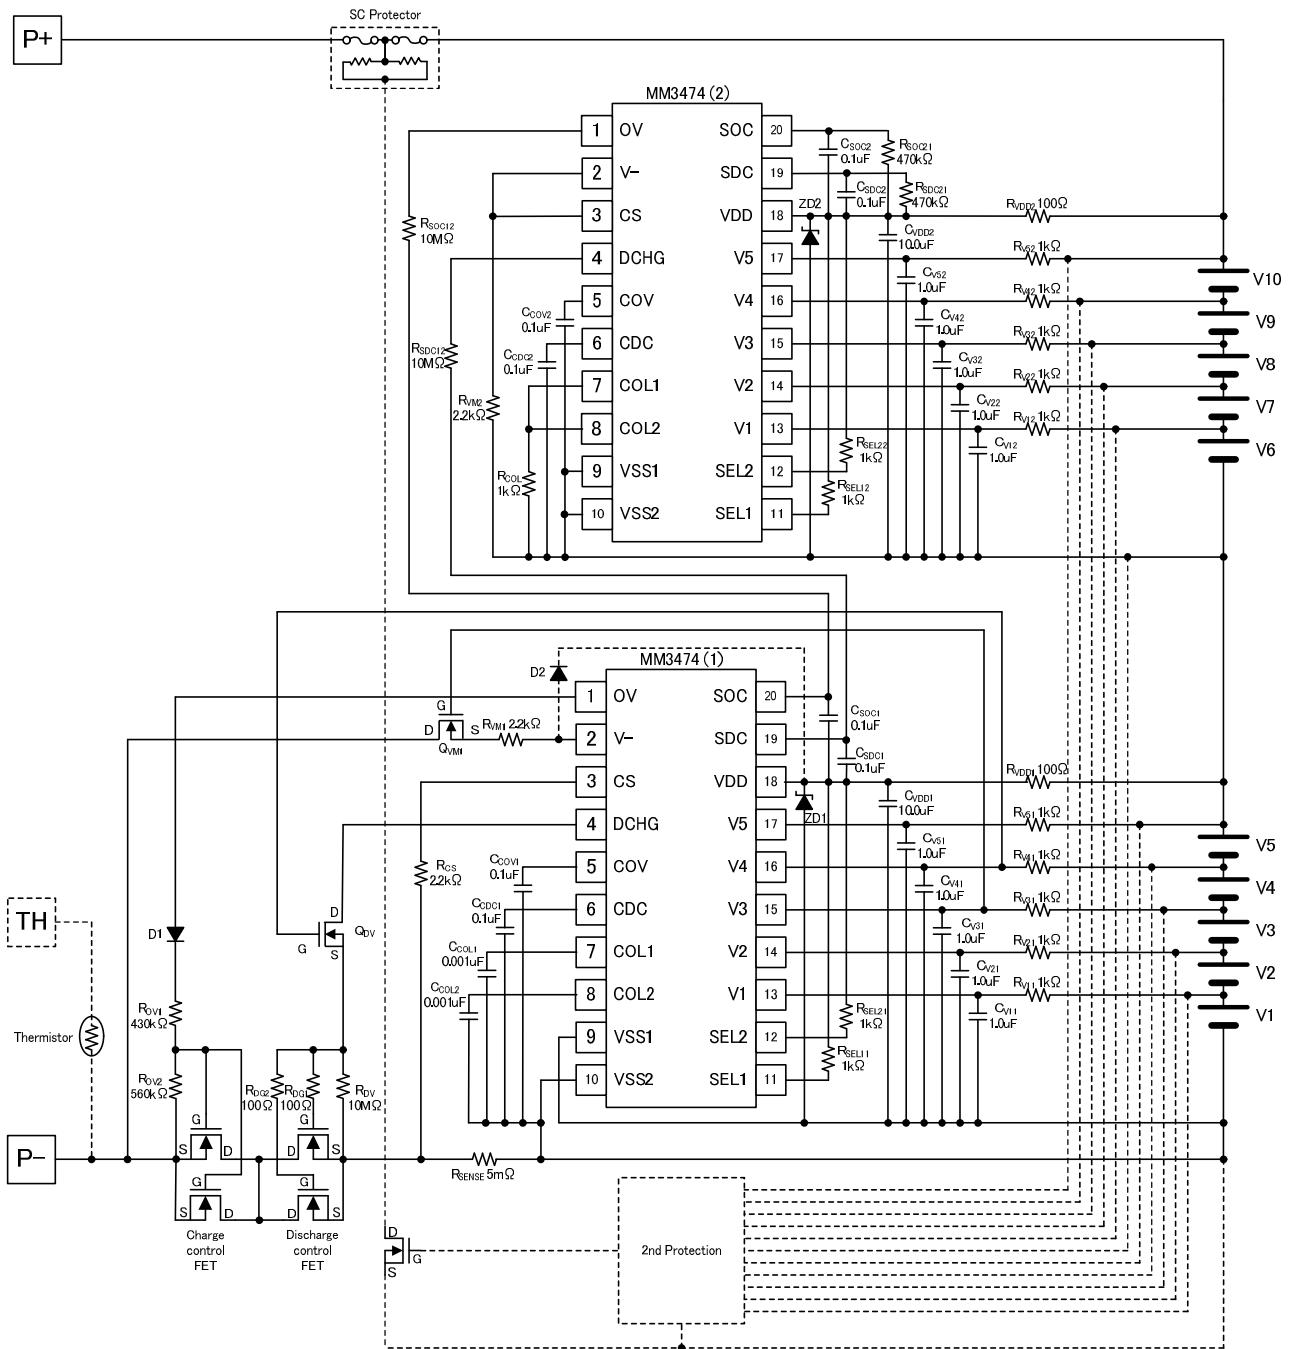 SC Protector
P+
MM3474(2)
1 OV
2 V-
3 CS
4 DCHG
5 COV
6 CDC
7 COL1
8 COL2
9 VSS1
10 VSS2
SOC 20
SDC 19
VDD 18
V5 17
V4 16
V3 15
V2 14
V1 13
SEL2 12
SEL1 11
CSOC2
0.1uF
RSOC21
470kΩ
CSDC2
0.1uF
RSDC21
470kΩ
ZD2
RVDD2 100Ω
CVDD2
10.0uF
RV52 1kΩ
CV52
1.0uF
RV42 1kΩ
CV42
1.0uF
RV32 1kΩ
CV32
1.0uF
RV22 1kΩ
CV22
1.0uF
RV12 1kΩ
CV12
1.0uF
RSEL22
1kΩ
RSEL12
1kΩ
V10
V9
V8
V7
V6
RSOC12
10MΩ
RSDC12
10MΩ
RVM2
2.2kΩ
CCOV2
0.1uF
CCDC2
0.1uF
RCOL
1kΩ
MM3474(1)
D2
1 OV
2 V-
3 CS
4 DCHG
5 COV
6 CDC
7 COL1
8 COL2
9 VSS1
10 VSS2
SOC 20
SDC 19
VDD 18
V5 17
V4 16
V3 15
V2 14
V1 13
SEL2 12
SEL1 11
G
D
S
QVM1
RVM1 2.2kΩ
CSOC1
0.1uF
CSDC1
0.1uF
ZD1
RVDD1 100Ω
CVDD1
10.0uF
RV51 1kΩ
CV51
1.0uF
RV41 1kΩ
CV41
1.0uF
RV31 1kΩ
CV31
1.0uF
RV21 1kΩ
CV21
1.0uF
RV11 1kΩ
CV11
1.0uF
RSEL21
1kΩ
RSEL11
1kΩ
V5
V4
V3
V2
V1
RCS
2.2kΩ
CCOV1
0.1uF
CCDC1
0.1uF
CCOL1
0.001uF
CCOL2
0.001uF
TH
Thermistor
D1
D
QDV
G
S
ROV1
430kΩ
ROV2
560kΩ
RDG2
100Ω
RDG1
100Ω
RDV
10MΩ
P-
G
S
D
G
D
S
G
S
D
G
D
S
RSENSE 5mΩ
Charge
control
FET
Discharge
control
FET
D
G
S
2nd Protection